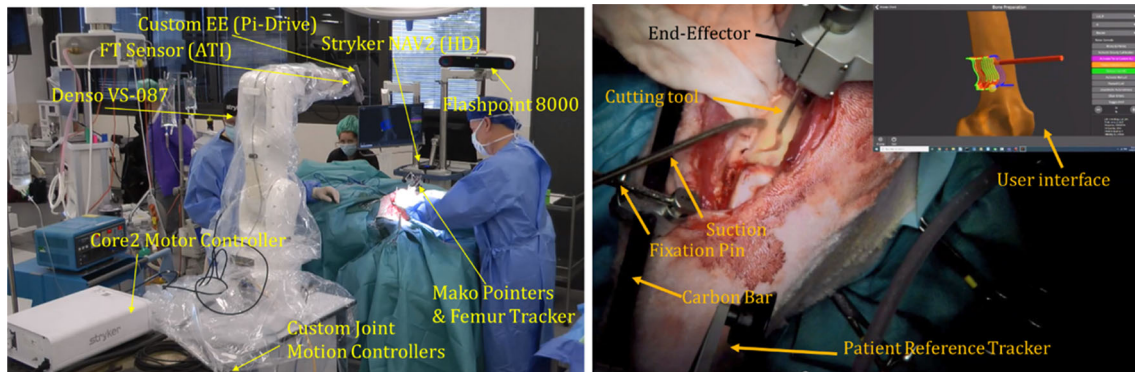 Custom EE (Pi-Drive)
FT Sensor (ATI)
Stryker NAV2 (HD)
Denso VS-087
Flashpoint 8000
Core2 Motor Controller
stryker
Mako Pointers
& Femur Tracker
Custom Joint
Motion Controllers
End-Effector
Cutting tool
Bone Preparation
User interface
Suction
Fixation Pin
Carbon Bar
Patient Reference Tracker